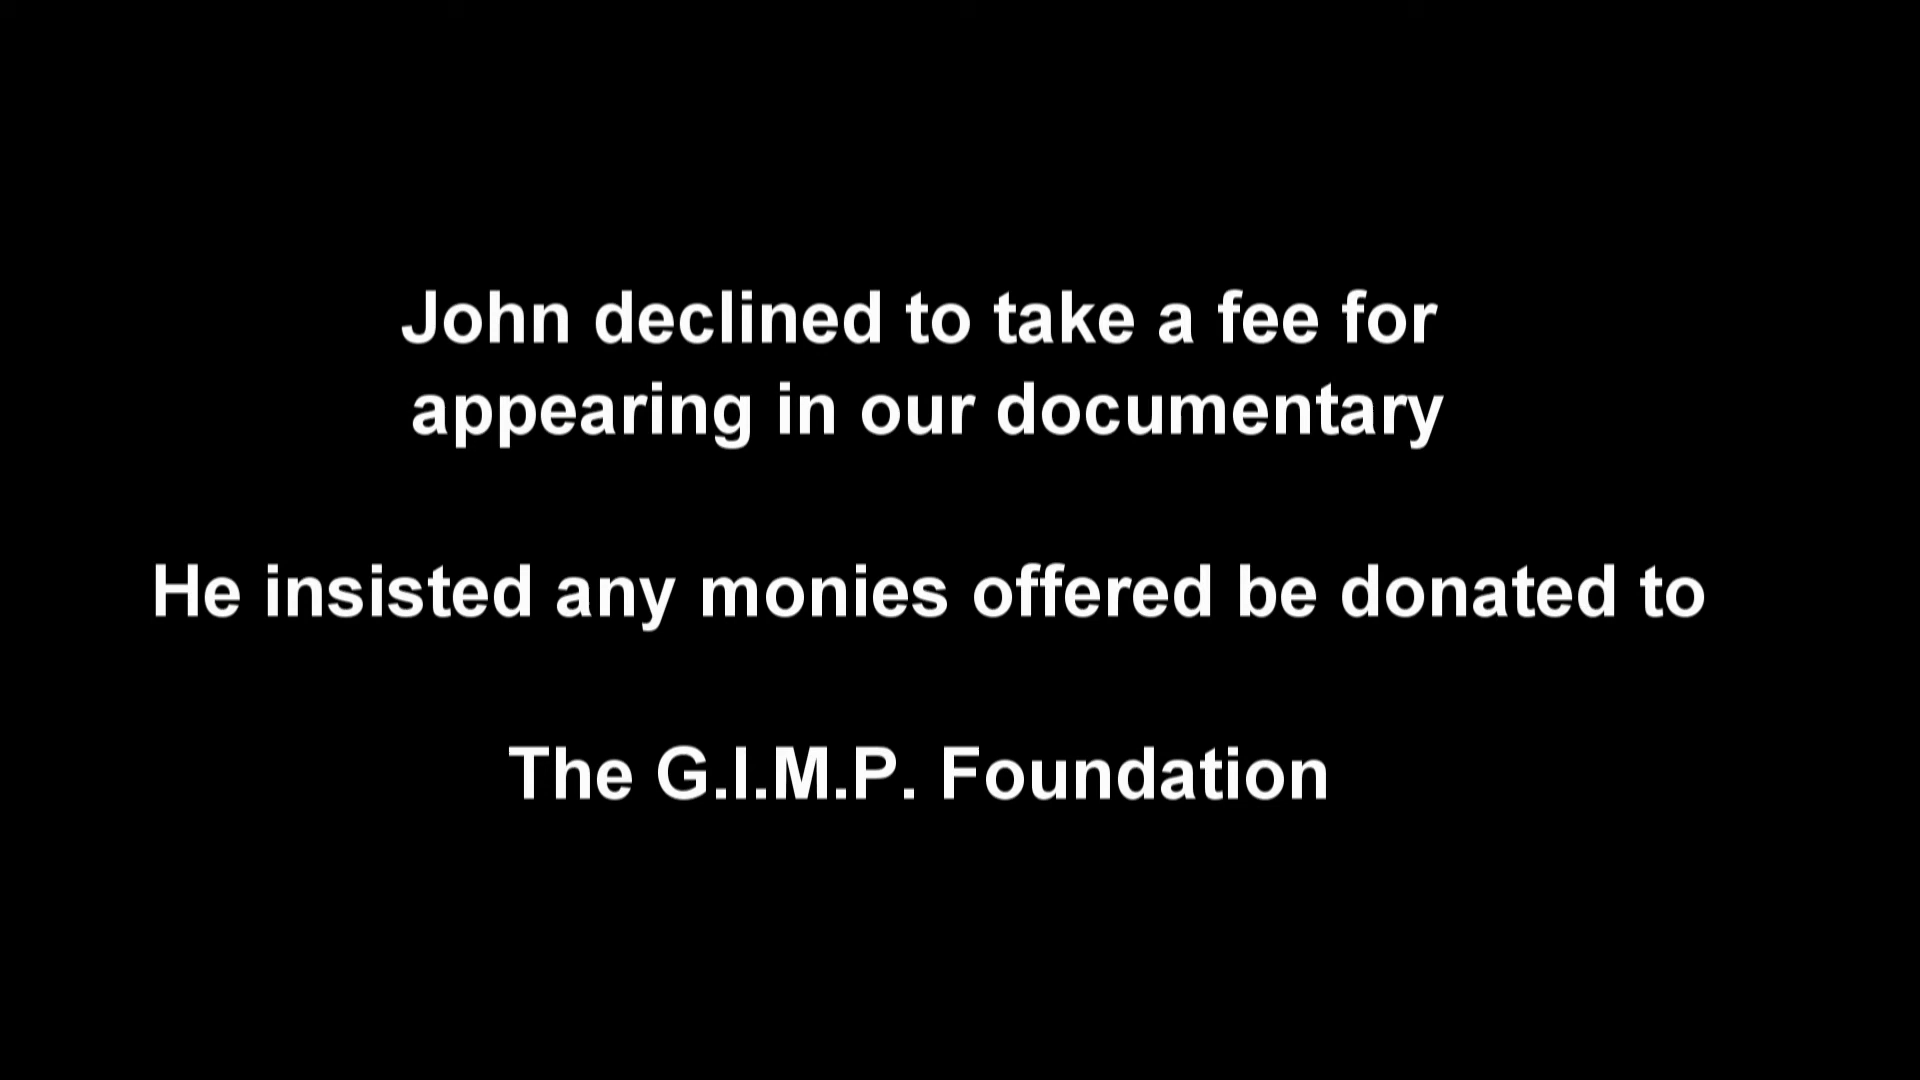 John declined to take a fee for
appearing in our documentary
He insisted any monies offered be donated to
The G.I.M.P. Foundation